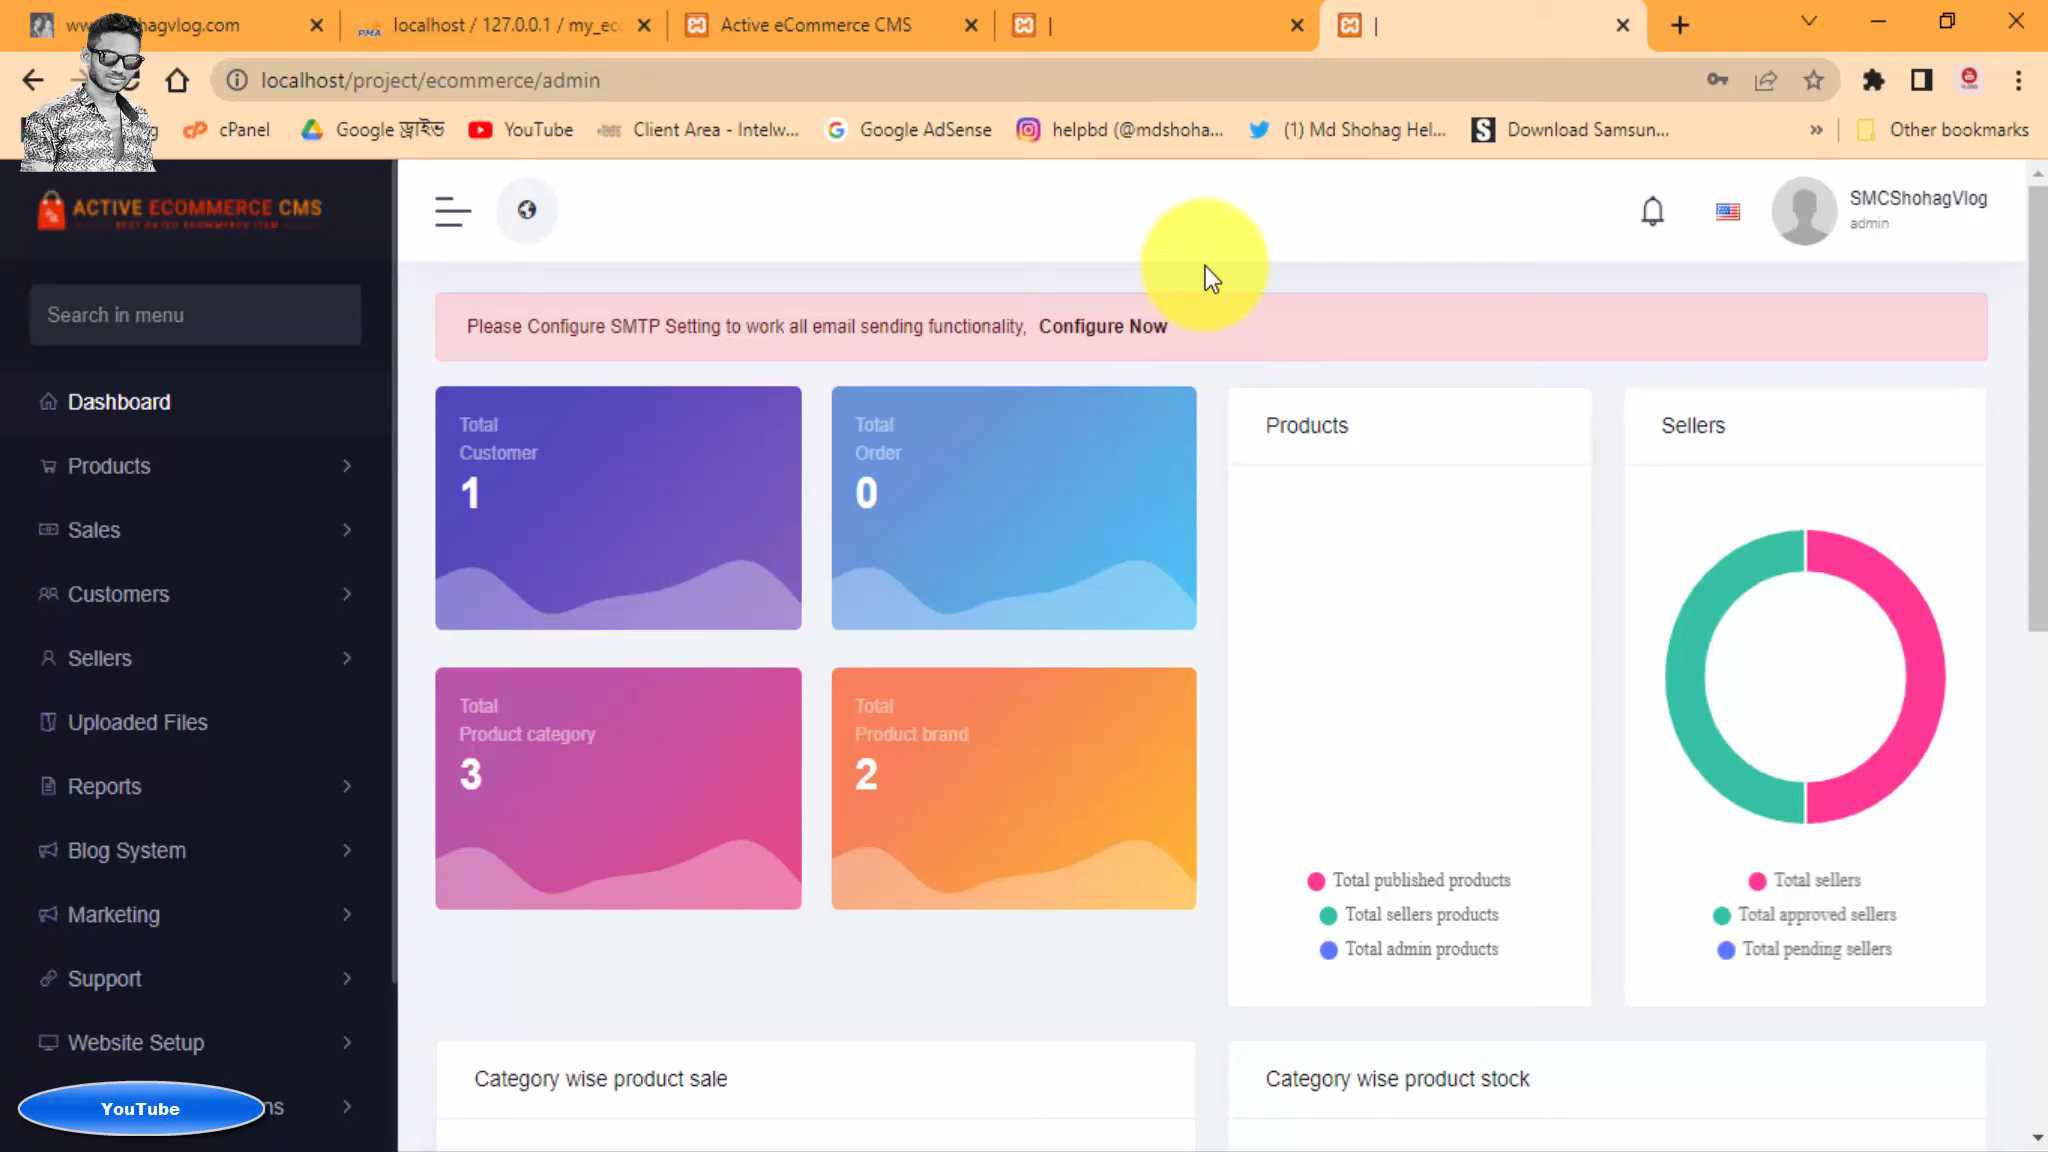 hagvlog.com
PMA
localhost / 127.0.0.1 / my_ec
Active eCommerce CMS
localhost/project/ecommerce/admin
cPanel
Google ড্রাইভ
YouTube
Client Area - Intelw...
Google AdSense
helpbd (@mdshoha...
(1) Md Shohag Hel...
Download Samsun...
Other bookmarks
ACTIVE ECOMMERCE CMS
SMCShohagVlog
admin
Search in menu
Please Configure SMTP Setting to work all email sending functionality, Configure Now
Dashboard
Products
Sales
Customers
Sellers
Uploaded Files
Reports
Blog System
Marketing
Support
Website Setup
YouTube
ns
Total
Customer
1
Total
Order
0
Total
Product category
3
Total
Product brand
2
Products
Total published products
Total sellers products
Total admin products
Sellers
Total sellers
Total approved sellers
Total pending sellers
Category wise product sale
Category wise product stock